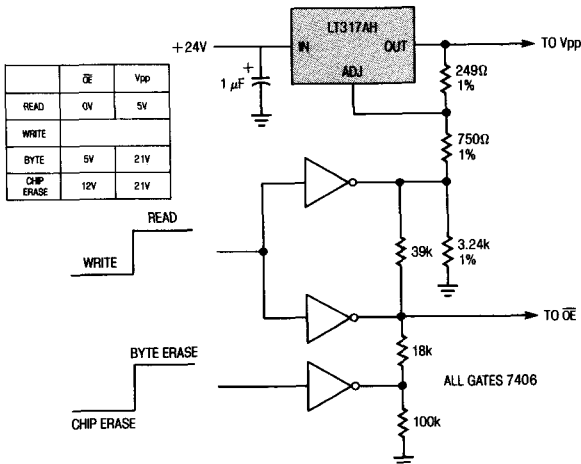 LT317AH
+24V
IN
OUT
TO Vpp
ADJ
+
1 µF
249Ω
1%
750Ω
1%
OE Vpp
READ 0V 5V
WRITE
BYTE 5V 21V
CHIP ERASE 12V 21V
READ
WRITE
39k
3.24k
1%
TO OE
BYTE ERASE
CHIP ERASE
18k
ALL GATES 7406
100k